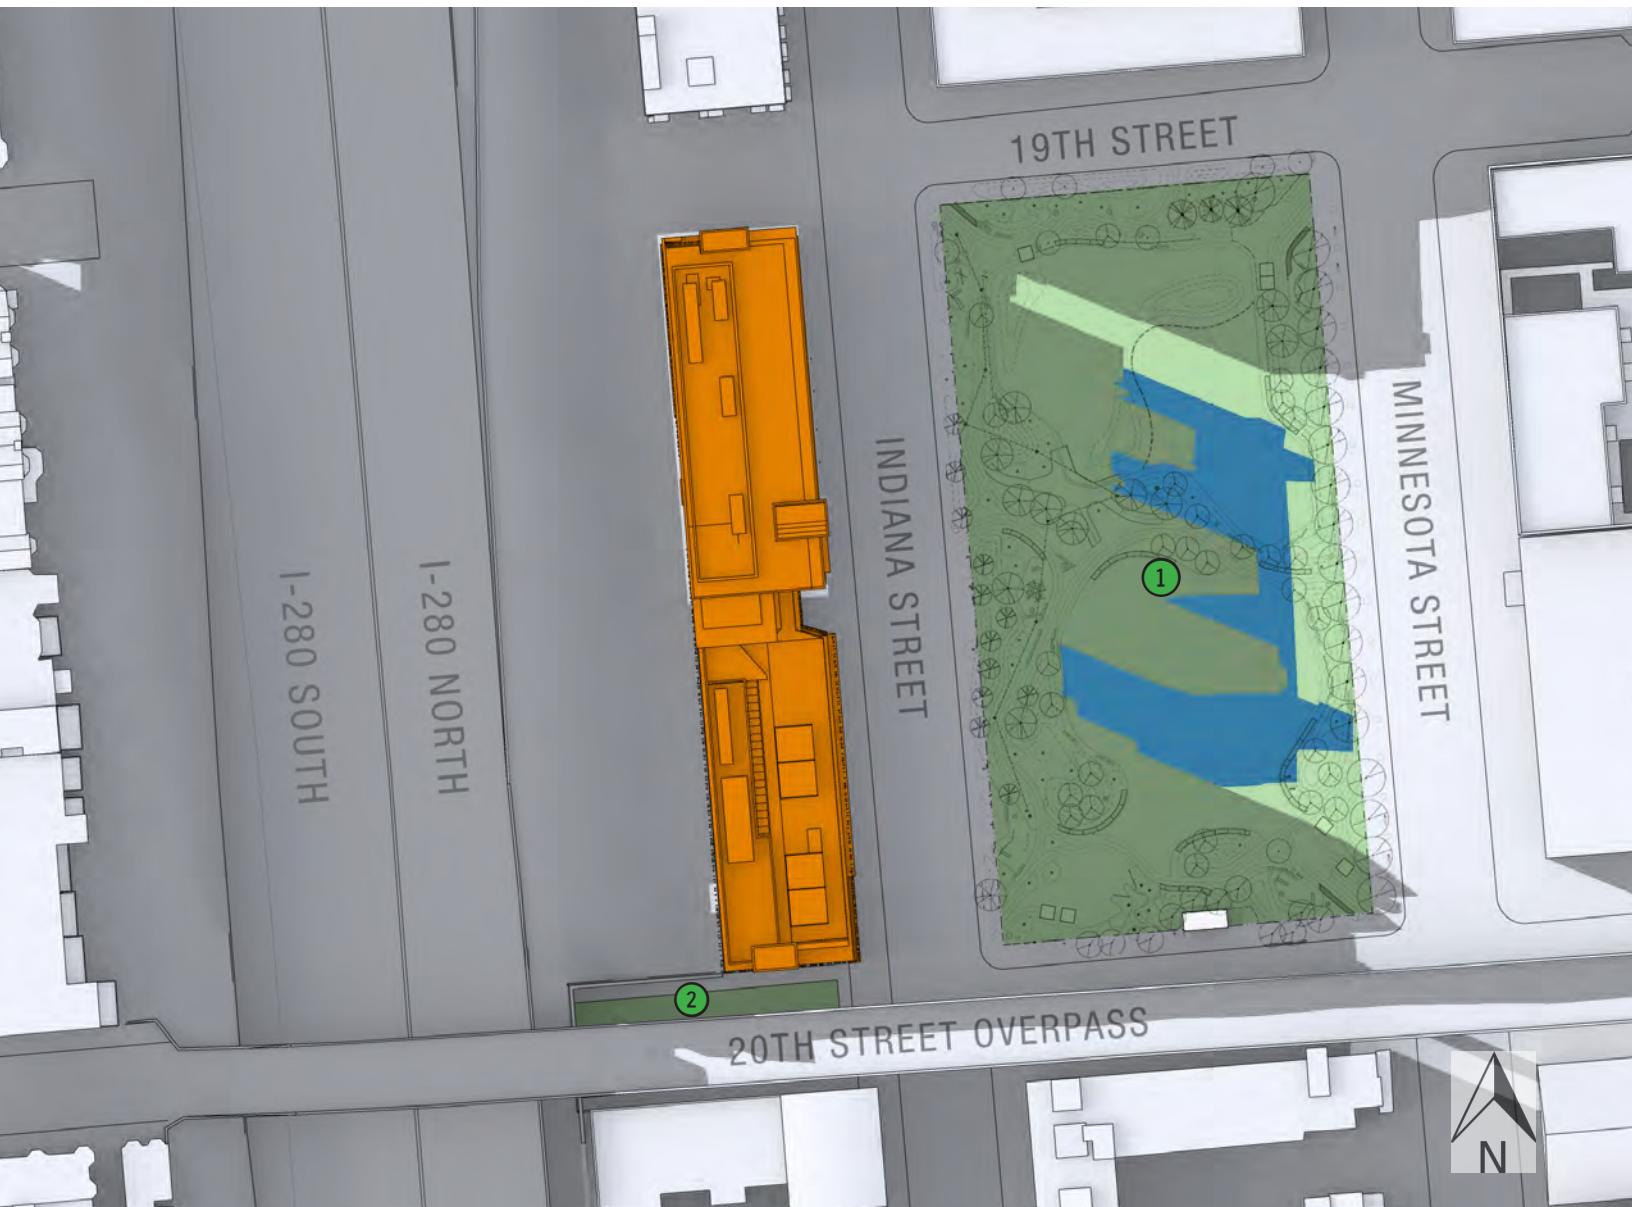 19TH STREET
MINNESOTA STREET
INDIANA STREET
I-280 SOUTH
I-280 NORTH
1
2
20TH STREET OVERPASS
N